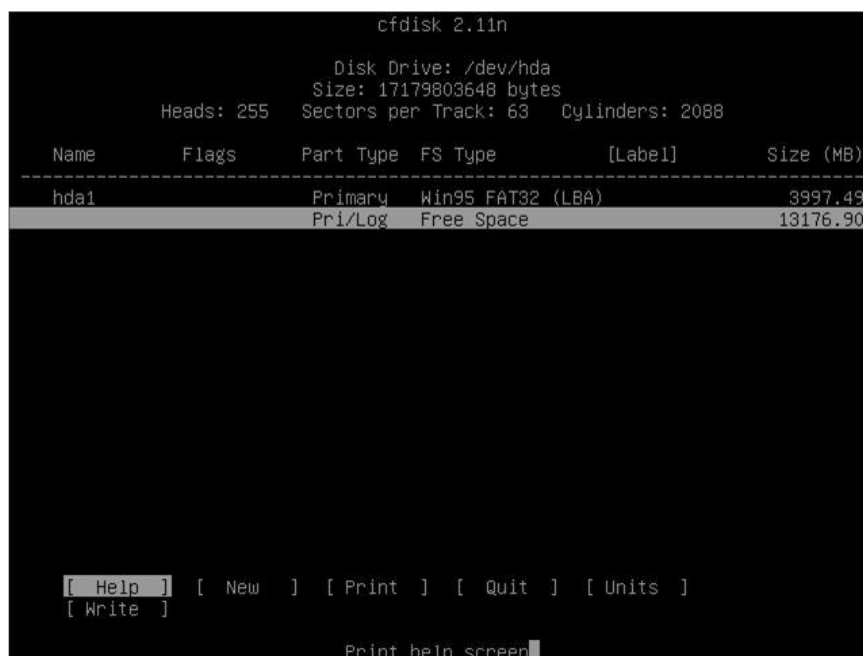 cfdisk 2.11n
Disk Drive: /dev/hda
Size: 17179803648 bytes
Heads: 255 Sectors per Track: 63 Cylinders: 2088
Name Flags Part Type FS Type [Label] Size (MB)
hda1 Primary Win95 FAT32 (LBA) 3997.49
Pri/Log Free Space 13176.90
[ Help ] [ New ] [ Print ] [ Quit ] [ Units ]
[ Write ]
Print help screen